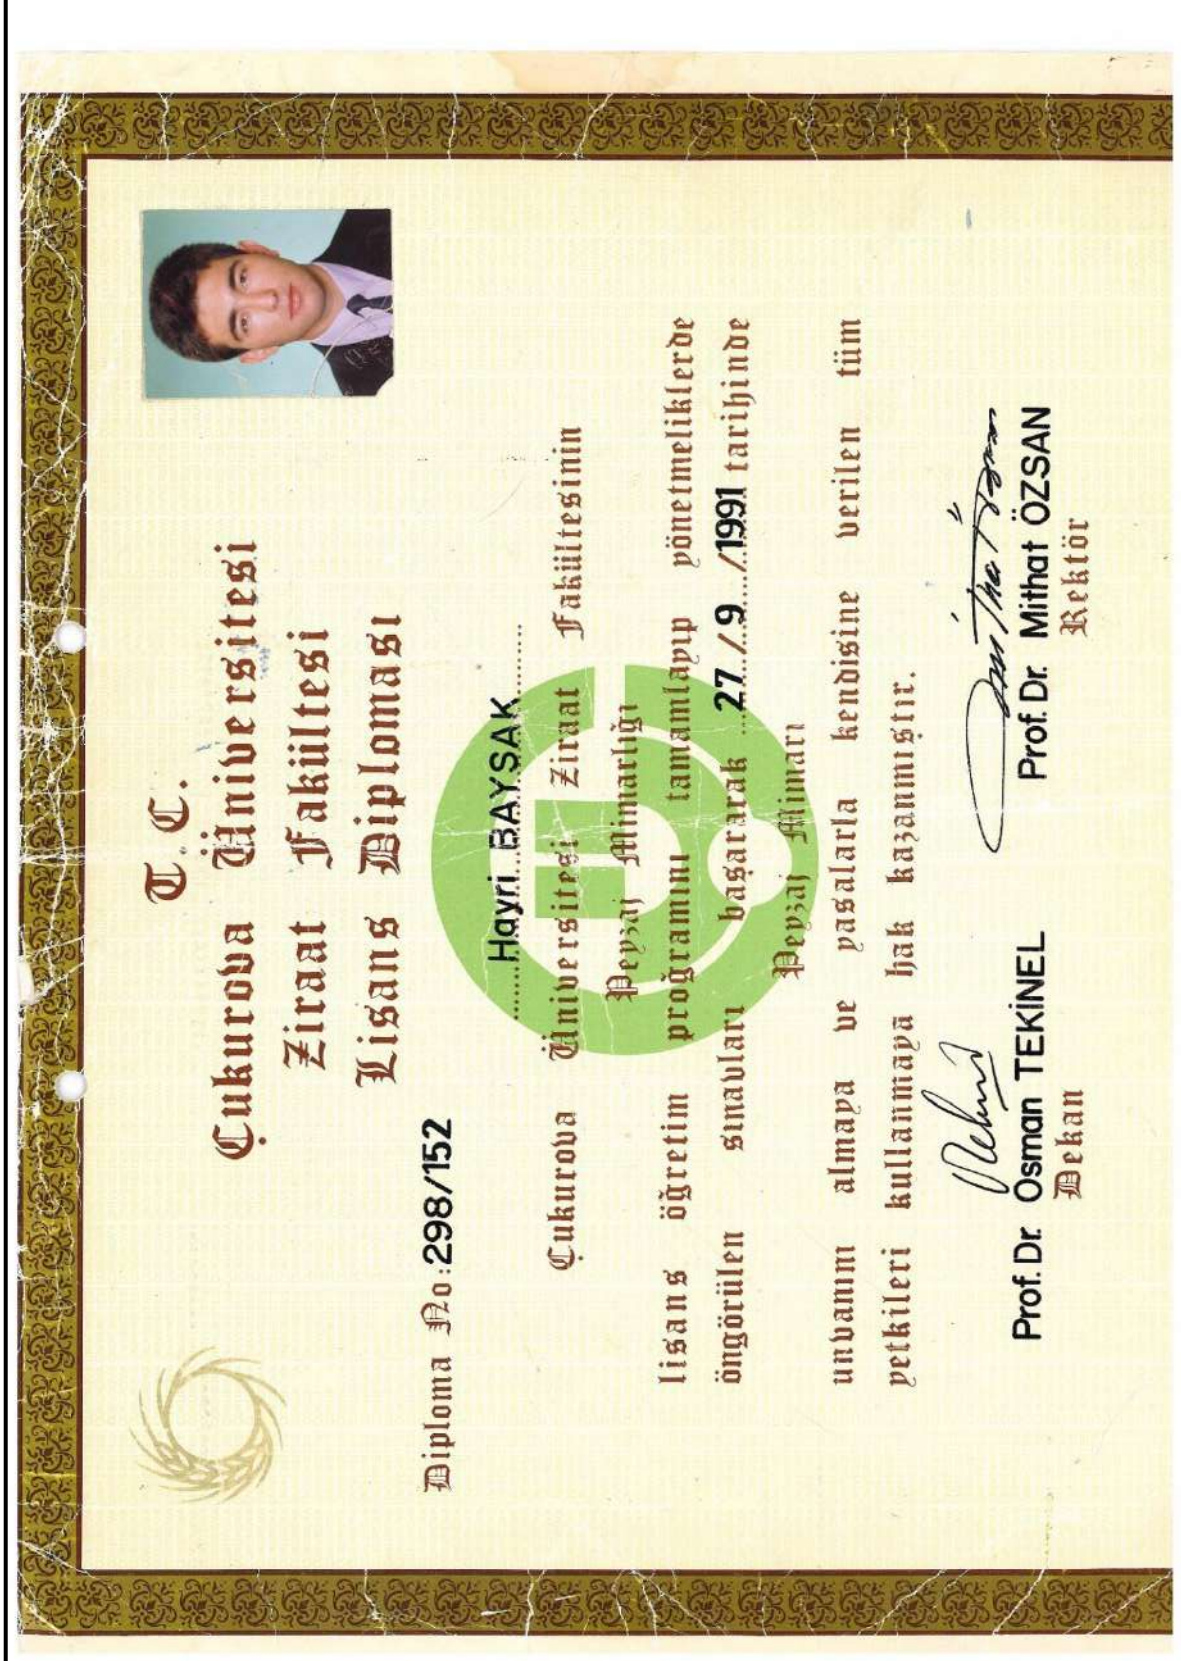 T. C.
Çukurova Üniversitesi
Ziraat Fakültesi
Lisans Diploması
Diploma No: 298/152
Hayri BAYSAK
Çukurova Üniversitesi Ziraat Fakültesinin
Peyzaj Mimarlığı
lisans öğretim proğramını tamamlayıp yönetmeliklerde
öngörülen sınavları başararak 27 / 9 / 1991 tarihinde
Peyzaj Mimarı
unvanını almaya ve yasalarla kendisine verilen tüm
yetkileri kullanmaya hak kazanmıştır.
Prof. Dr. Osman TEKİNEL Prof. Dr. Mithat ÖZSAN
Dekan Rektör